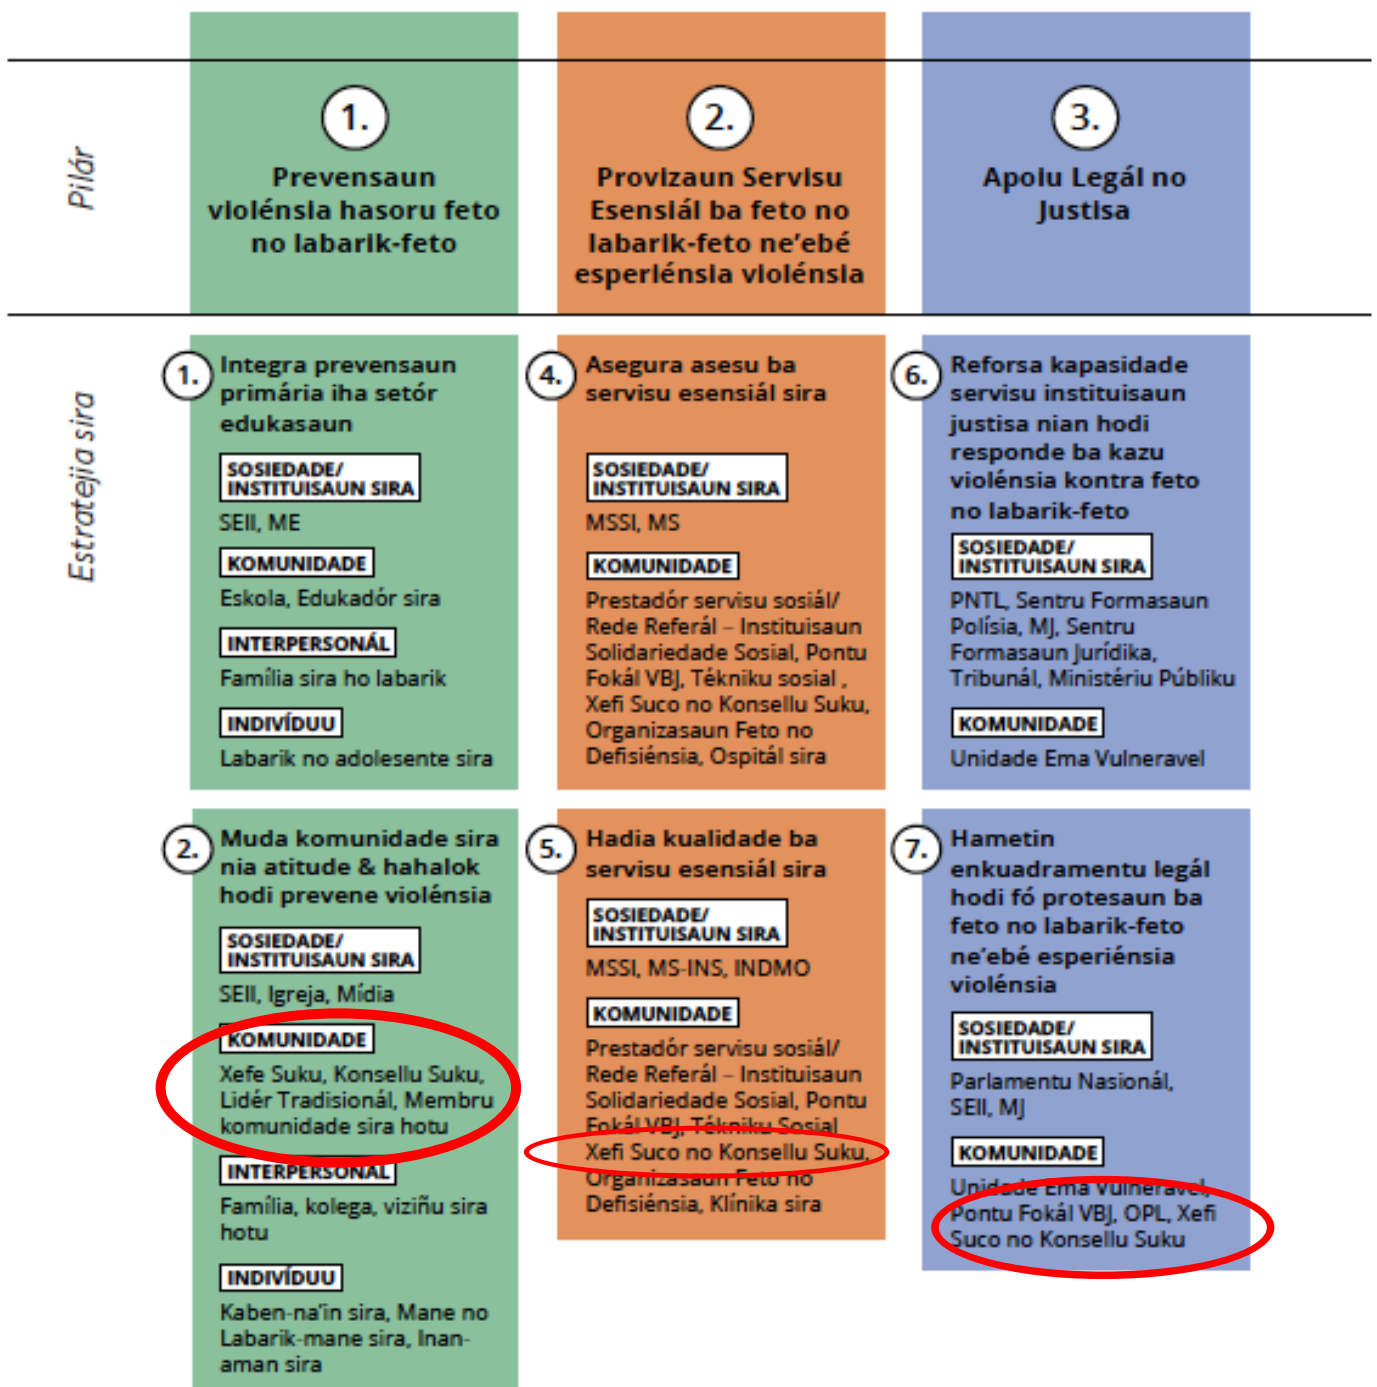 Pilár
1.
Prevensaun
violénsia hasoru feto
no labarik-feto
2.
Provizaun Servisu
Esensiál ba feto no
labarik-feto ne'ebé
esperiénsia violénsia
3.
Apoiu Legál no
Justisa
Estratejia sira
1.
Integra prevensaun
primária iha setór
edukasaun
SOSIEDADE/
INSTITUISAUN SIRA
SEII, ME
KOMUNIDADE
Eskola, Edukadór sira
INTERPERSONÁL
Família sira ho labarik
INDIVÍDUU
Labarik no adolesente sira
2.
Muda komunidade sira
nia atitude & hahalok
hodi prevene violénsia
SOSIEDADE/
INSTITUISAUN SIRA
SEII, Igreja, Mídia
KOMUNIDADE
Xefe Suku, Konsellu Suku,
Lidér Tradisionál, Membru
komunidade sira hotu
INTERPERSONÁL
Família, kolega, viziñu sira
hotu
INDIVÍDUU
Kaben-na'in sira, Mane no
Labarik-mane sira, Inan-
aman sira
4.
Asegura asesu ba
servisu esensiál sira
SOSIEDADE/
INSTITUISAUN SIRA
MSSI, MS
KOMUNIDADE
Prestadór servisu sosiál/
Rede Referál – Instituisaun
Solidariedade Sosial, Pontu
Fokál VBJ, Tékniku sosial ,
Xefi Suco no Konsellu Suku,
Organizasaun Feto no
Defisiénsia, Ospitál sira
5.
Hadia kualidade ba
servisu esensiál sira
SOSIEDADE/
INSTITUISAUN SIRA
MSSI, MS-INS, INDMO
KOMUNIDADE
Prestadór servisu sosiál/
Rede Referál – Instituisaun
Solidariedade Sosial, Pontu
Fokál VBJ, Tékniku Sosial
Xefi Suco no Konsellu Suku,
Organizasaun Feto no
Defisiénsia, Klínika sira
6.
Reforsa kapasidade
servisu instituisaun
justisa nian hodi
responde ba kazu
violénsia kontra feto
no labarik-feto
SOSIEDADE/
INSTITUISAUN SIRA
PNTL, Sentru Formasaun
Polísia, MJ, Sentru
Formasaun Jurídika,
Tribunál, Ministériu Públiku
KOMUNIDADE
Unidade Ema Vulneravel
7.
Hametin
enkuadramentu legál
hodi fó protesaun ba
feto no labarik-feto
ne'ebé esperiénsia
violénsia
SOSIEDADE/
INSTITUISAUN SIRA
Parlamentu Nasionál,
SEII, MJ
KOMUNIDADE
Unidade Ema Vulneravel,
Pontu Fokál VBJ, OPL, Xefi
Suco no Konsellu Suku